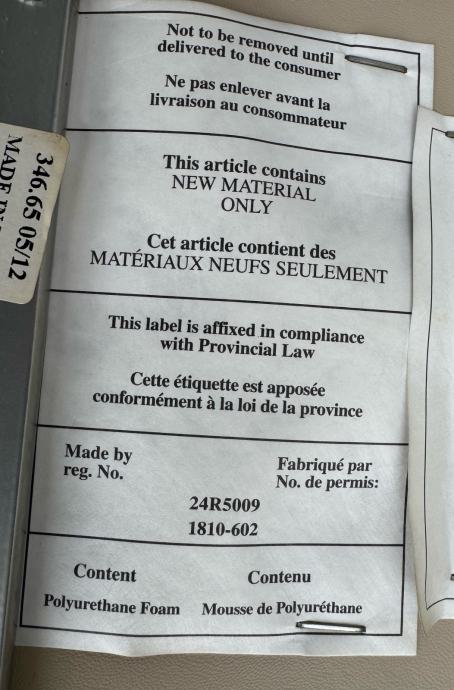 Not to be removed until
delivered to the consumer
Ne pas enlever avant la
livraison au consommateur
This article contains
NEW MATERIAL
ONLY
Cet article contient des
MATÉRIAUX NEUFS SEULEMENT
This label is affixed in compliance
with Provincial Law
Cette étiquette est apposée
conformément à la loi de la province
Made by
reg. No.
Fabriqué par
No. de permis:
24R5009
1810-602
Content
Contenu
Polyurethane Foam
Mousse de Polyuréthane
346.65 05/12
MADE IN